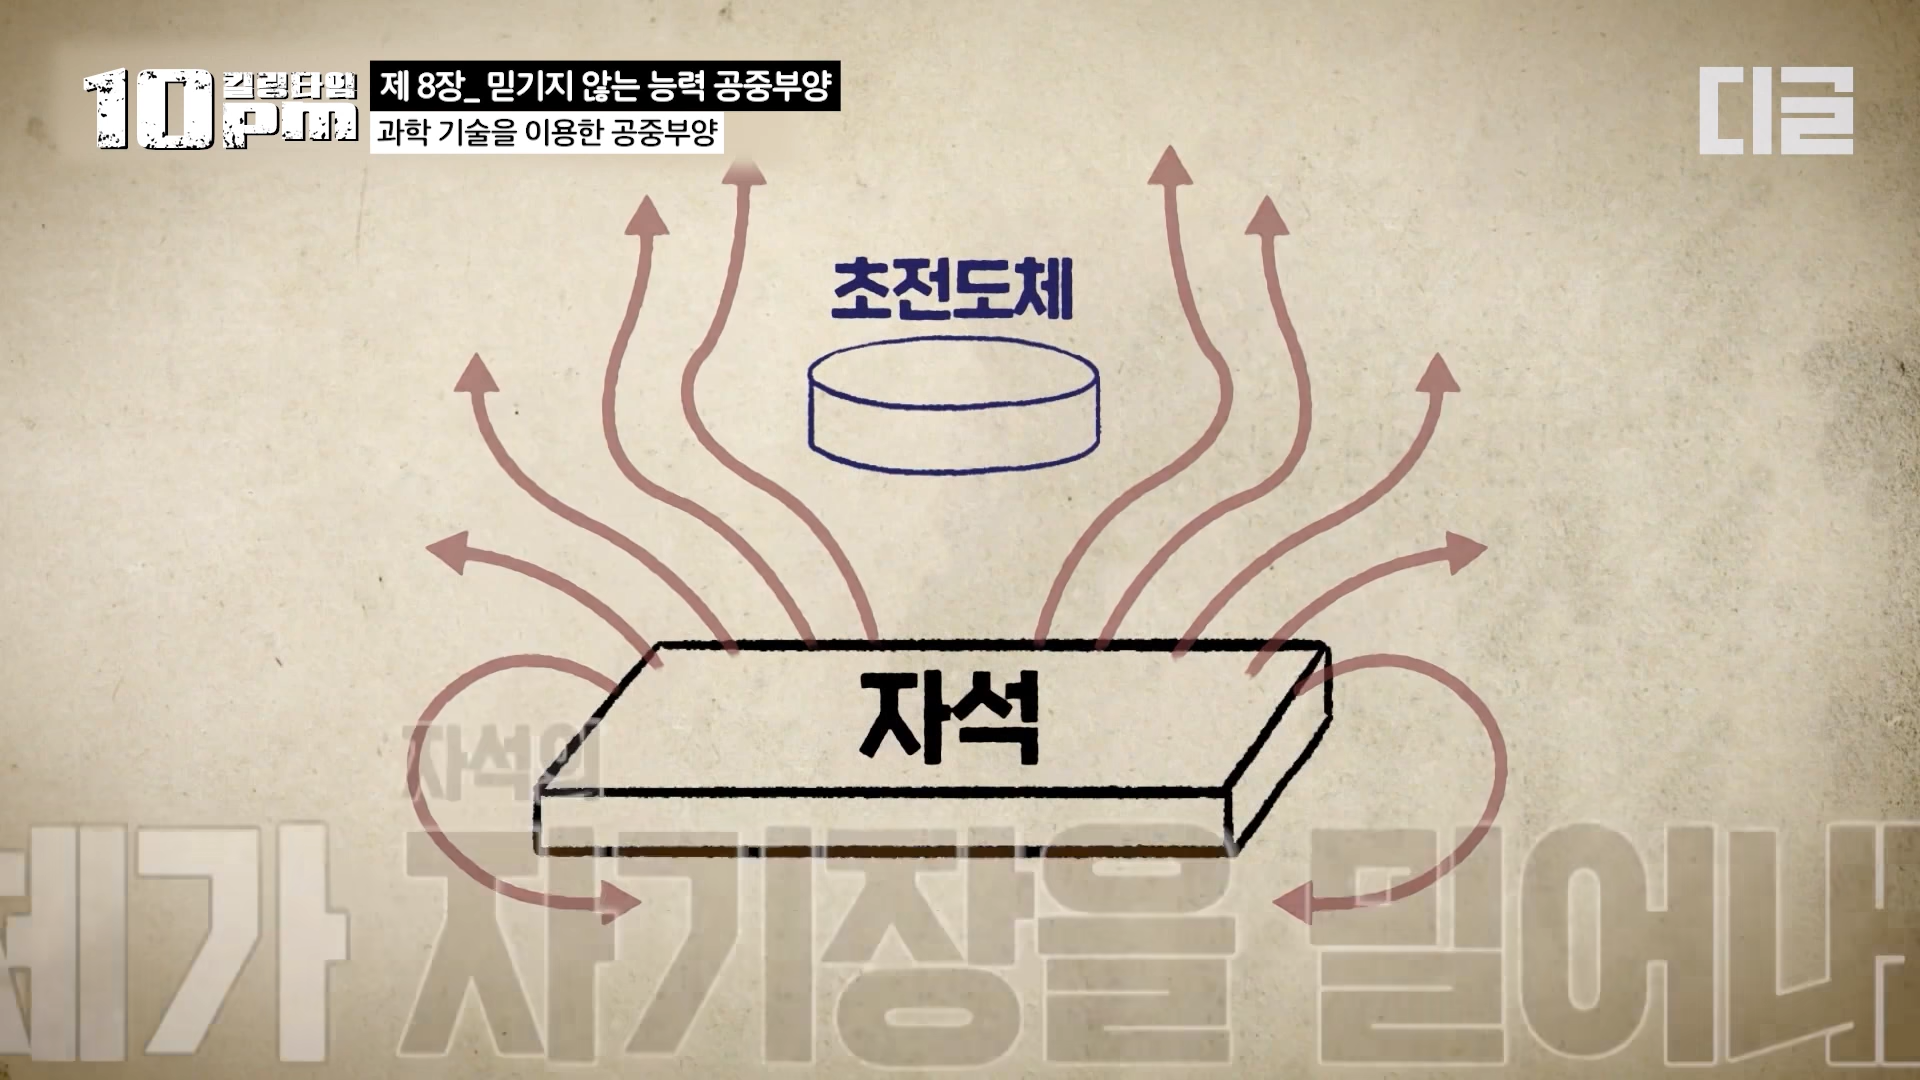 10pm 킬링타임
제 8장_ 믿기지 않는 능력 공중부양
과학 기술을 이용한 공중부양
디글
초전도체
자석
자석의
체가 자기장을 밀어내